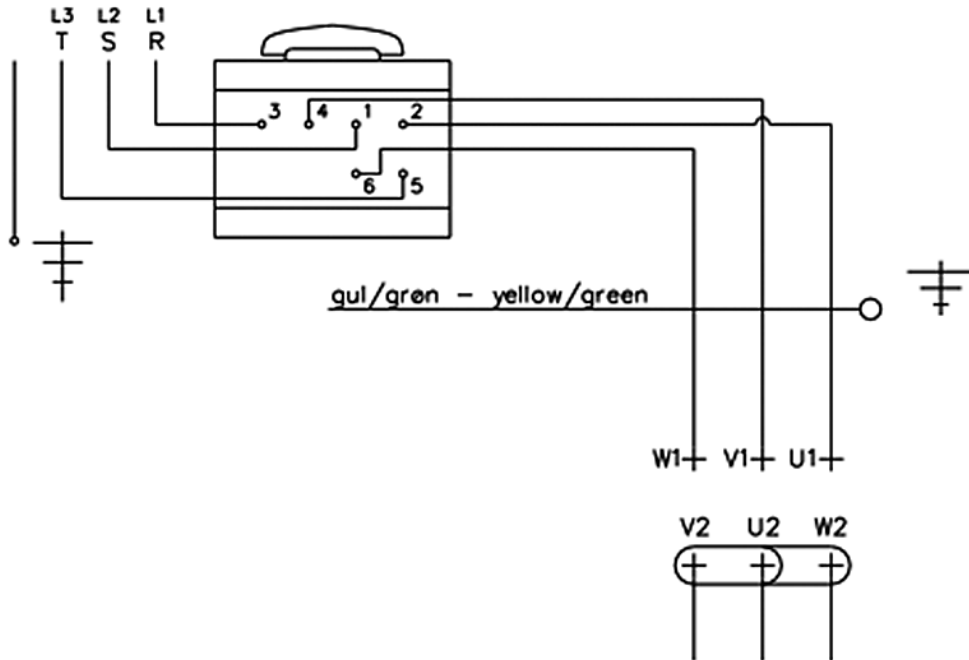 L3 L2 L1
T S R
3 4 1 2
6 5
gul/grøn - yellow/green
W1 V1 U1
V2 U2 W2